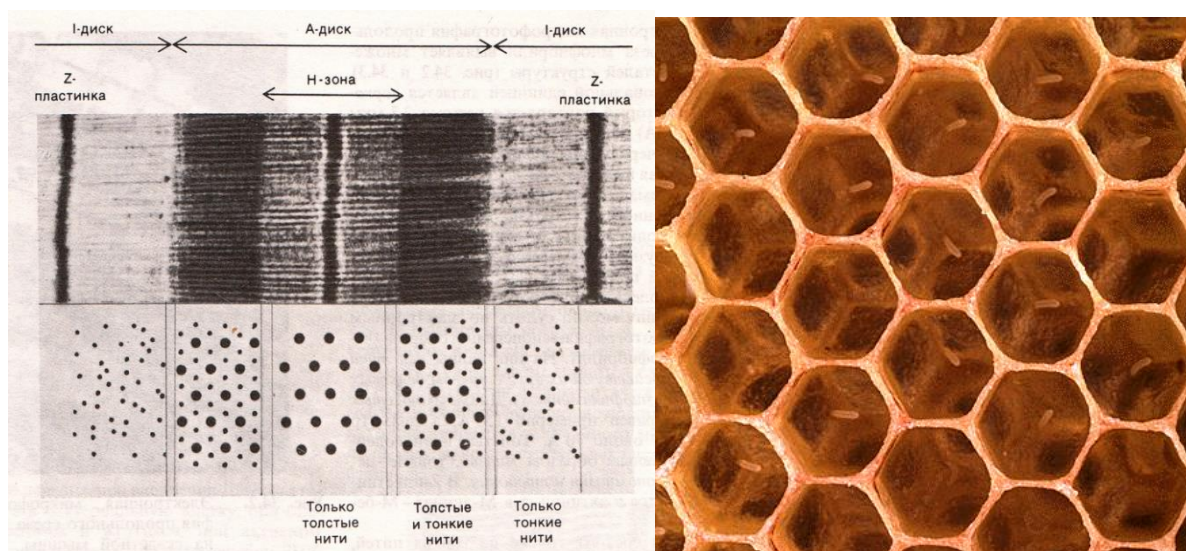 I-диск
А-диск
I-диск
Z-
пластинка
Н-зона
Z-
пластинка
Только
толстые
нити
Толстые
и тонкие
нити
Только
тонкие
нити